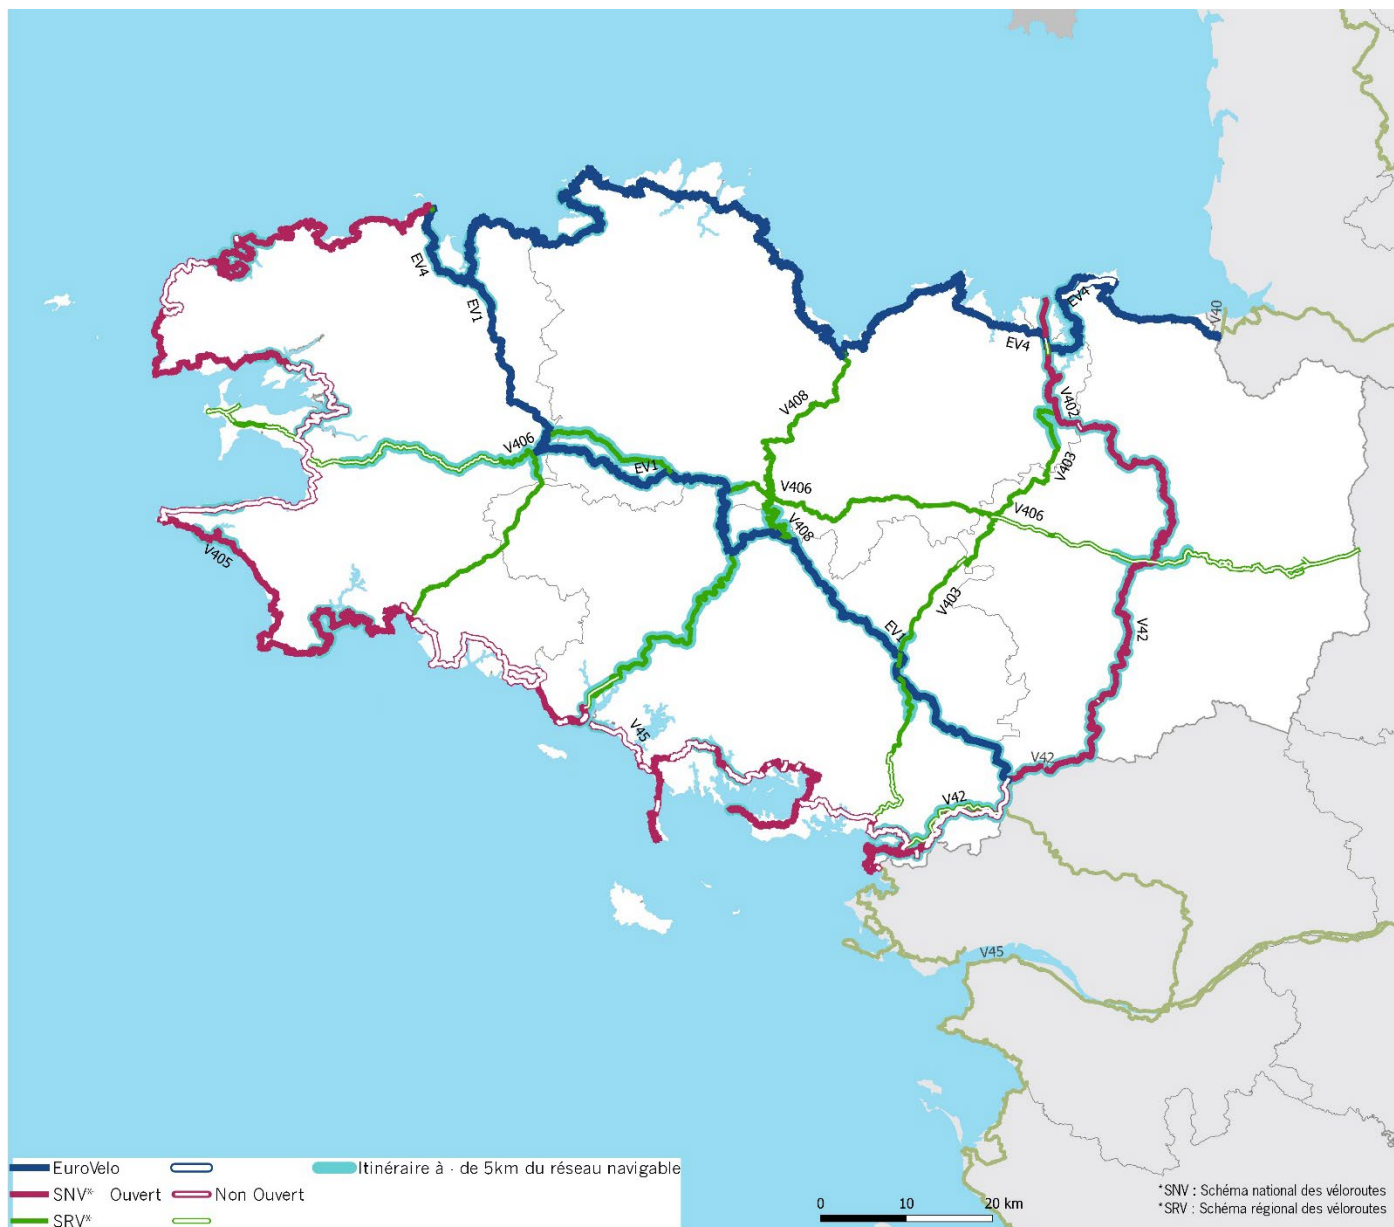 EV4
EV1
EV4
EV4
V40
V408
V402
V406
EV1
V403
V406
V406
V408
V405
V403
EV1
V42
V45
V42
V42
V45
EuroVelo
Itinéraire à - de 5km du réseau navigable
SNV* Ouvert Non Ouvert
SRV*
0 10 20 km
*SNV : Schéma national des véloroutes
*SRV : Schéma régional des véloroutes